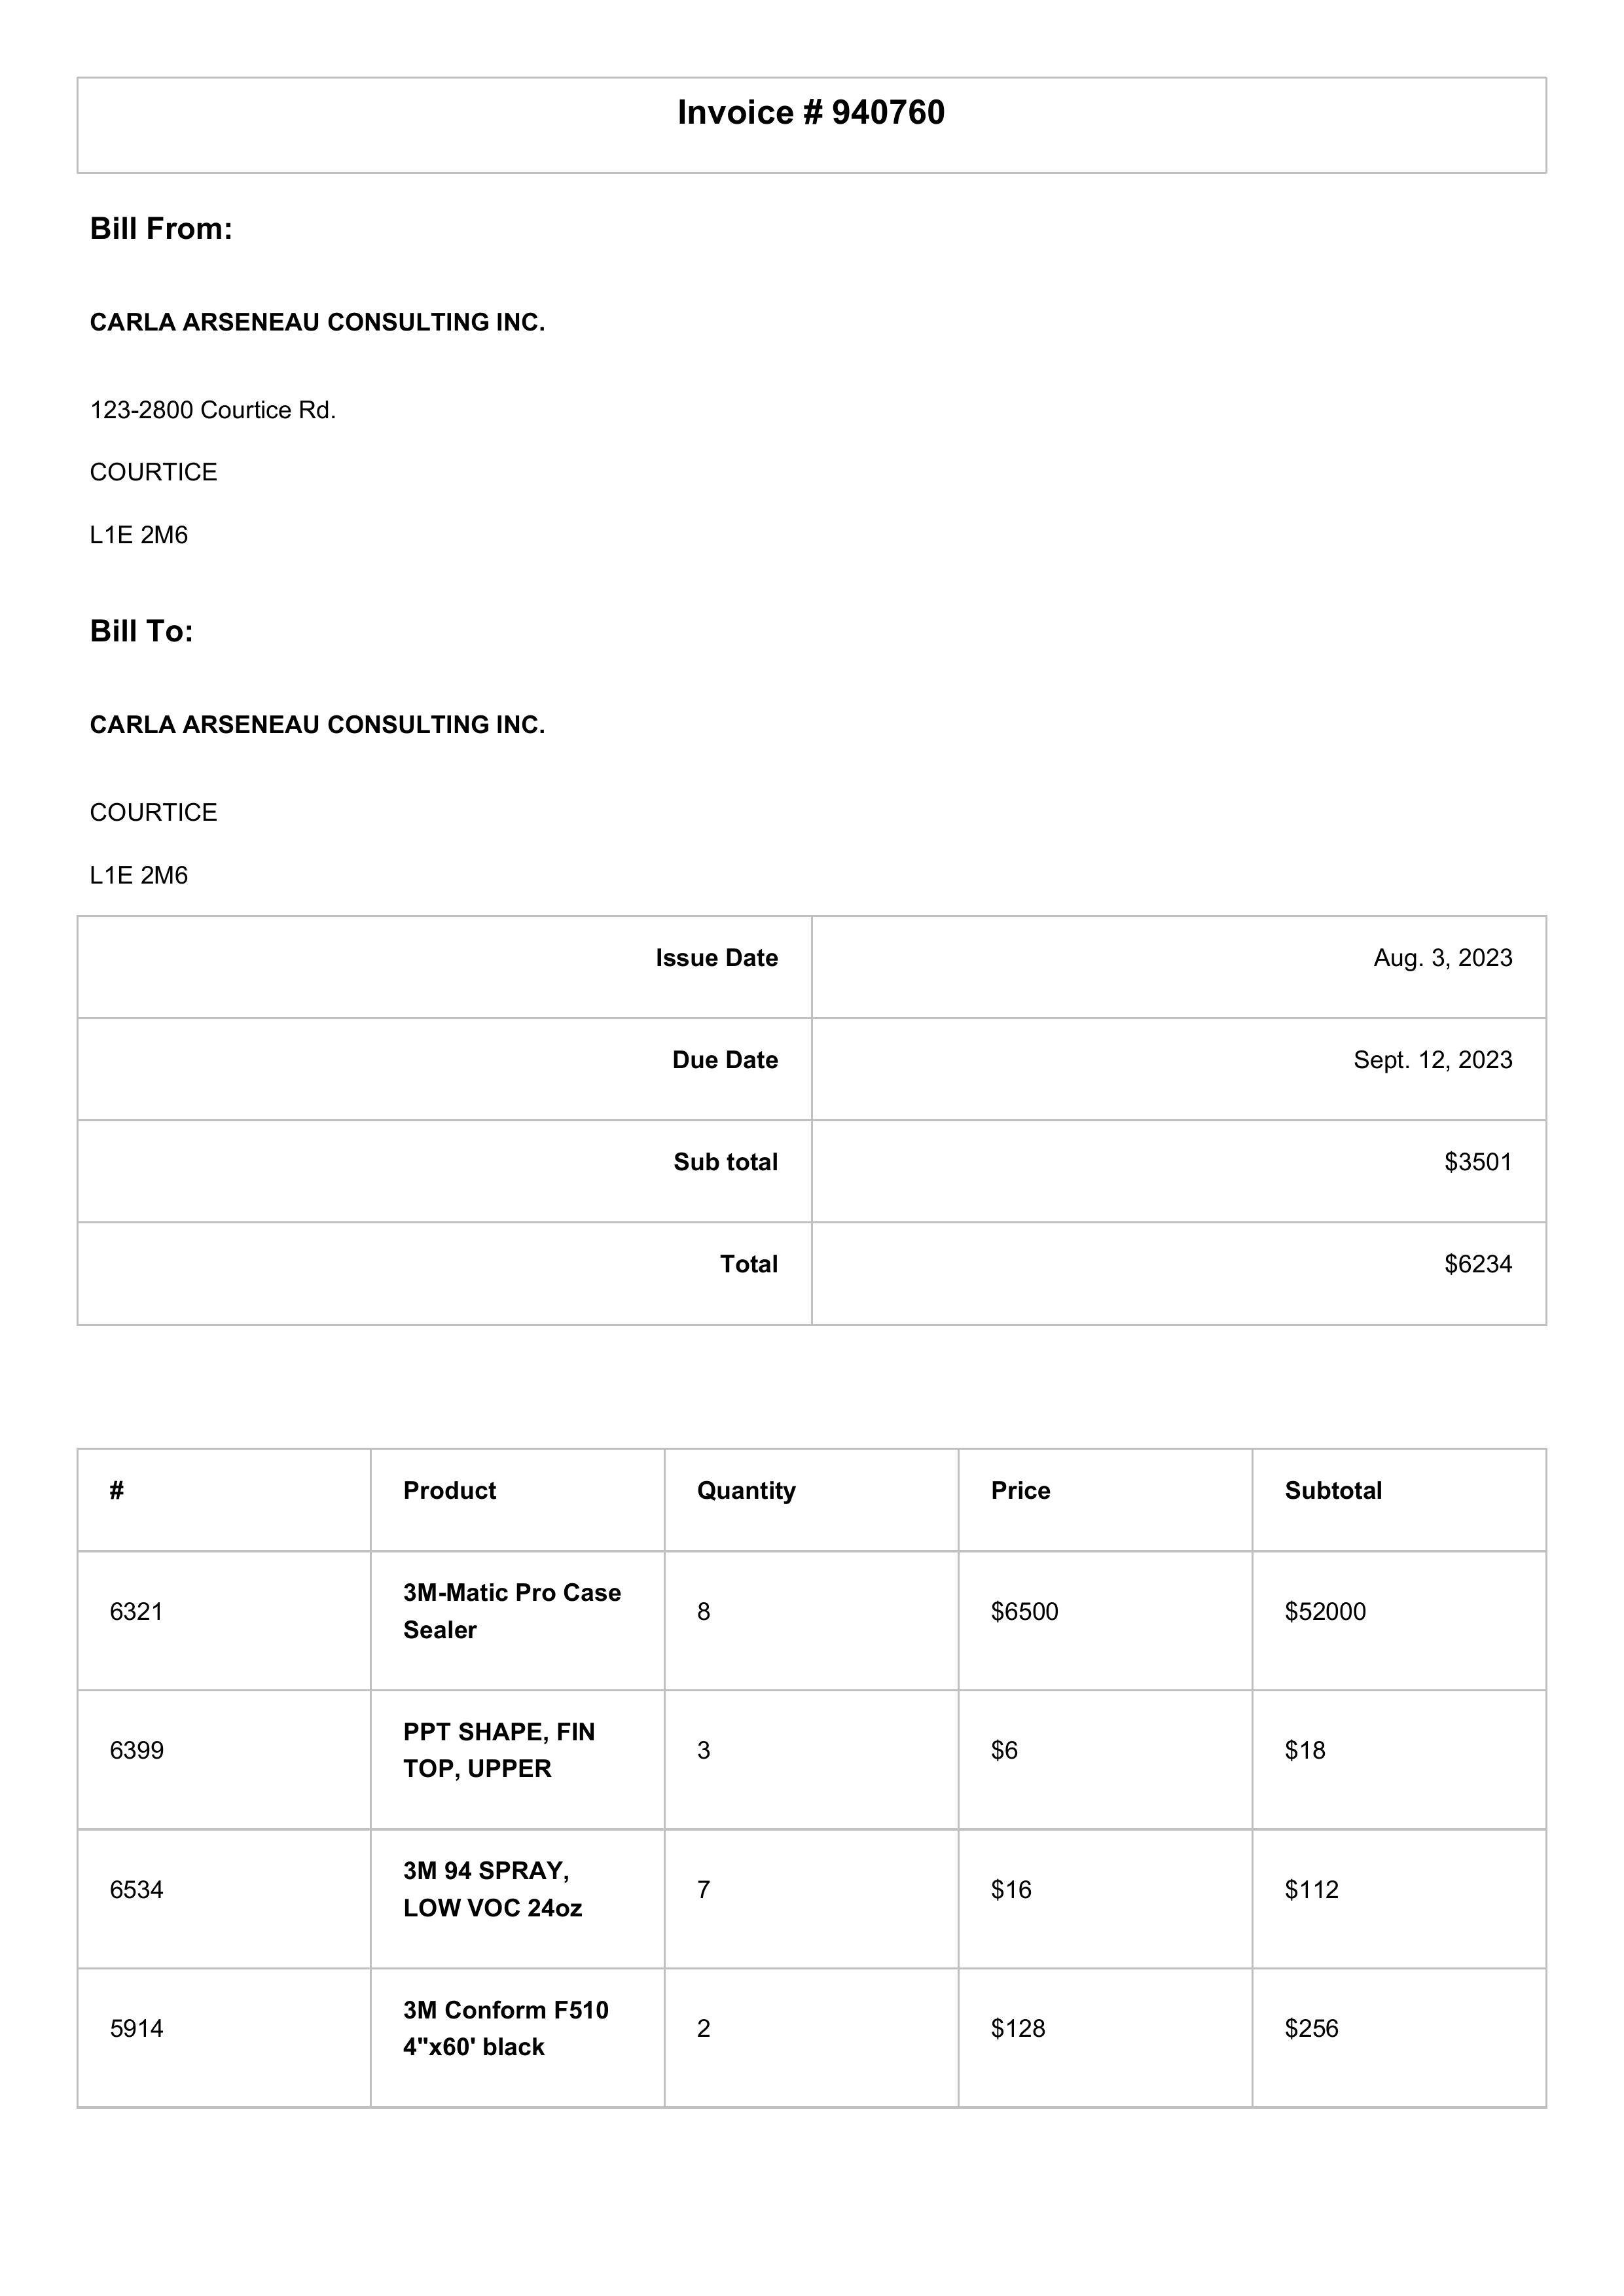 Invoice # 940760
Bill From:
CARLA ARSENEAU CONSULTING INC.
123-2800 Courtice Rd.
COURTICE
L1E 2M6
Bill To:
CARLA ARSENEAU CONSULTING INC.
COURTICE
L1E 2M6
Issue Date Aug. 3, 2023
Due Date Sept. 12, 2023
Sub total $3501
Total $6234
# Product Quantity Price Subtotal
6321 3M-Matic Pro Case Sealer 8 $6500 $52000
6399 PPT SHAPE, FIN TOP, UPPER 3 $6 $18
6534 3M 94 SPRAY, LOW VOC 24oz 7 $16 $112
5914 3M Conform F510 4"x60' black 2 $128 $256